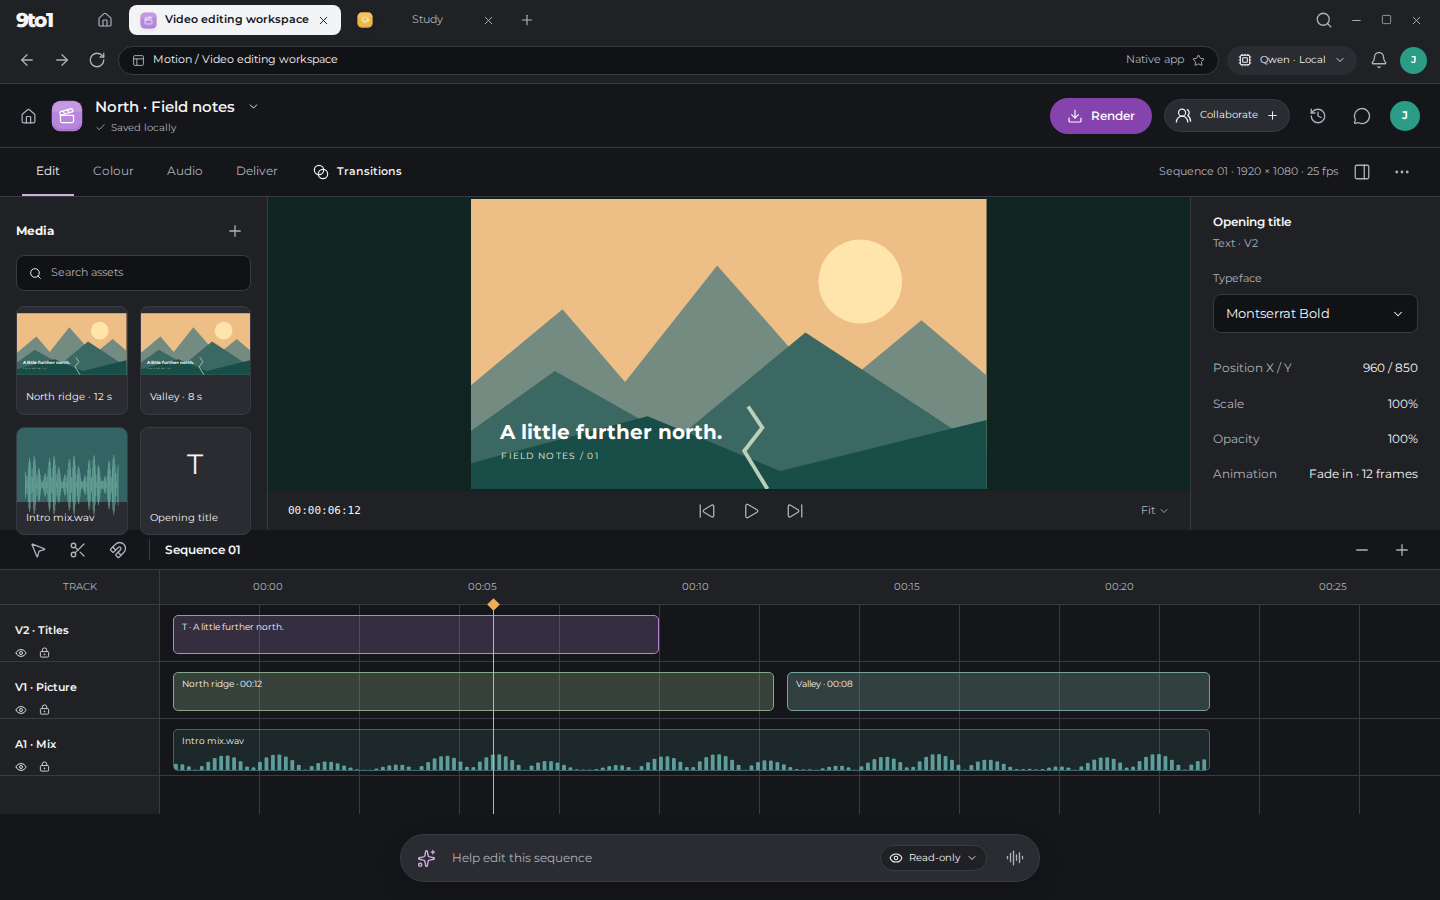 9to1
Video editing workspace
Study
Motion / Video editing workspace
Native app
Qwen · Local
J
North · Field notes
Saved locally
Render
Collaborate
J
Edit
Colour
Audio
Deliver
Transitions
Sequence 01 · 1920 × 1080 · 25 fps
Media
Search assets
A little further north.
A little further north.
North ridge · 12 s
Valley · 8 s
Intro mix.wav
T
Opening title
A little further north.
FIELD NOTES / 01
00:00:06:12
Fit
Opening title
Text · V2
Typeface
Montserrat Bold
Position X / Y
960 / 850
Scale
100%
Opacity
100%
Animation
Fade in · 12 frames
Sequence 01
TRACK
00:00
00:05
00:10
00:15
00:20
00:25
V2 · Titles
T · A little further north.
V1 · Picture
North ridge · 00:12
Valley · 00:08
A1 · Mix
Intro mix.wav
Help edit this sequence
Read-only